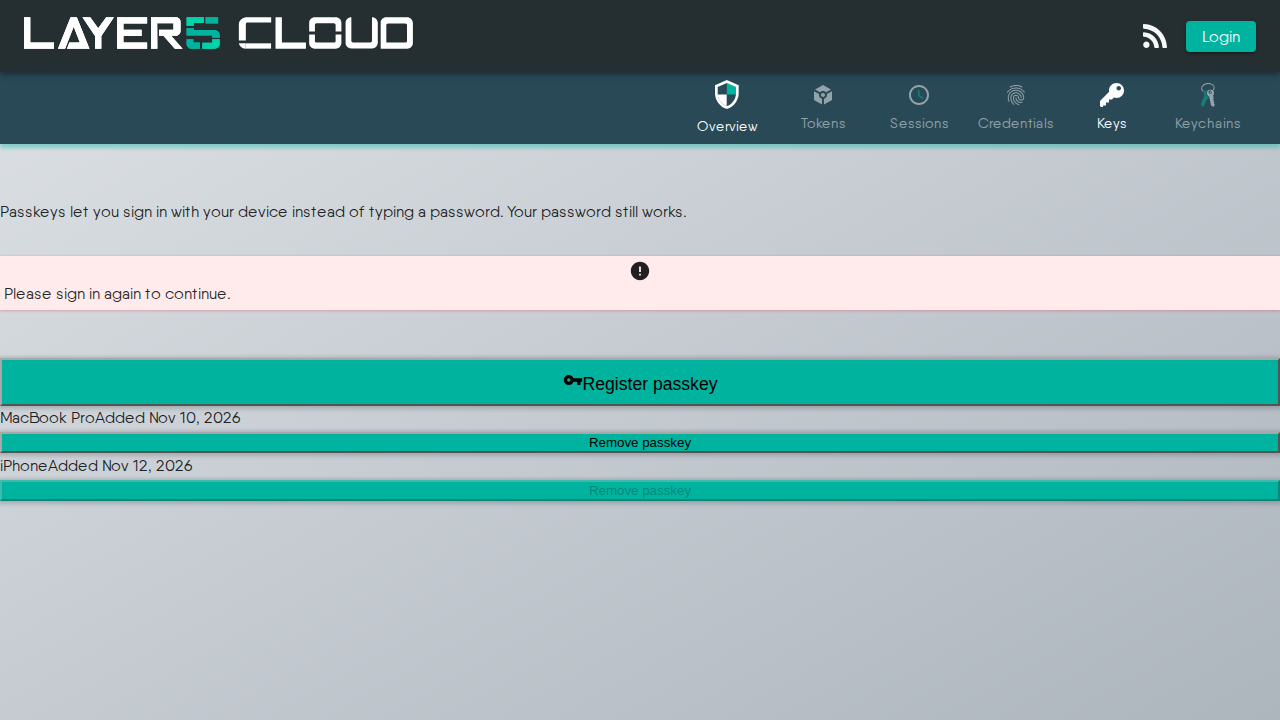 LAYER5 CLOUD
Login
Overview
Tokens
Sessions
Credentials
Keys
Keychains
Passkeys let you sign in with your device instead of typing a password. Your password still works.
Please sign in again to continue.
Register passkey
MacBook ProAdded Nov 10, 2026
Remove passkey
iPhoneAdded Nov 12, 2026
Remove passkey